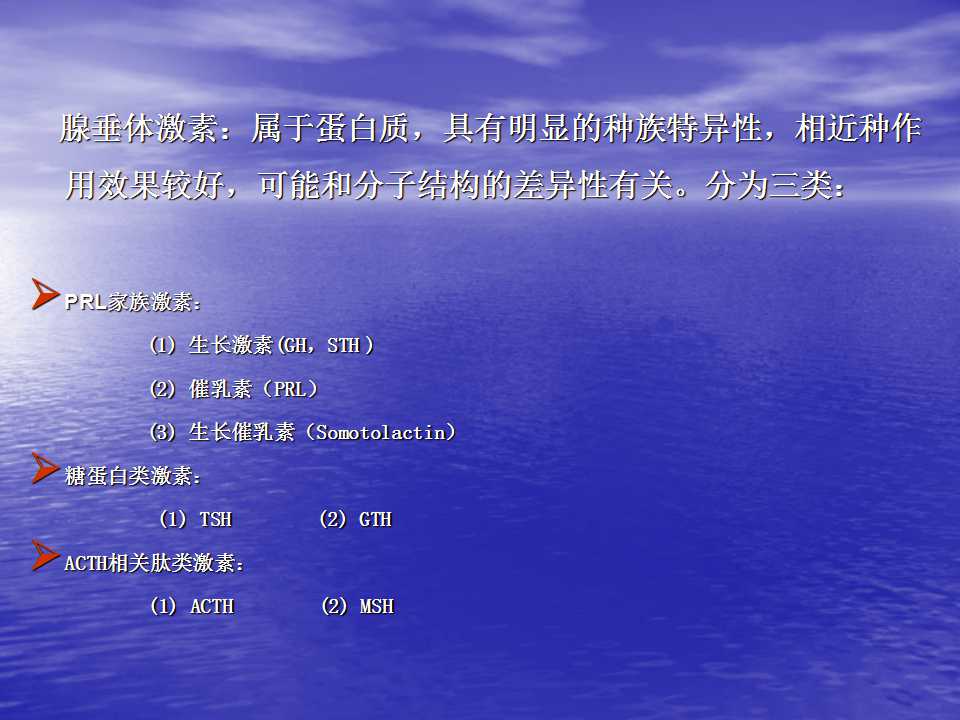 腺垂体激素：属于蛋白质，具有明显的种族特异性，相近种作
用效果较好，可能和分子结构的差异性有关。分为三类：
PRL家族激素：
(1) 生长激素(GH，STH )
(2) 催乳素（PRL）
(3) 生长催乳素（Somotolactin）
糖蛋白类激素：
(1) TSH (2) GTH
ACTH相关肽类激素：
(1) ACTH (2) MSH